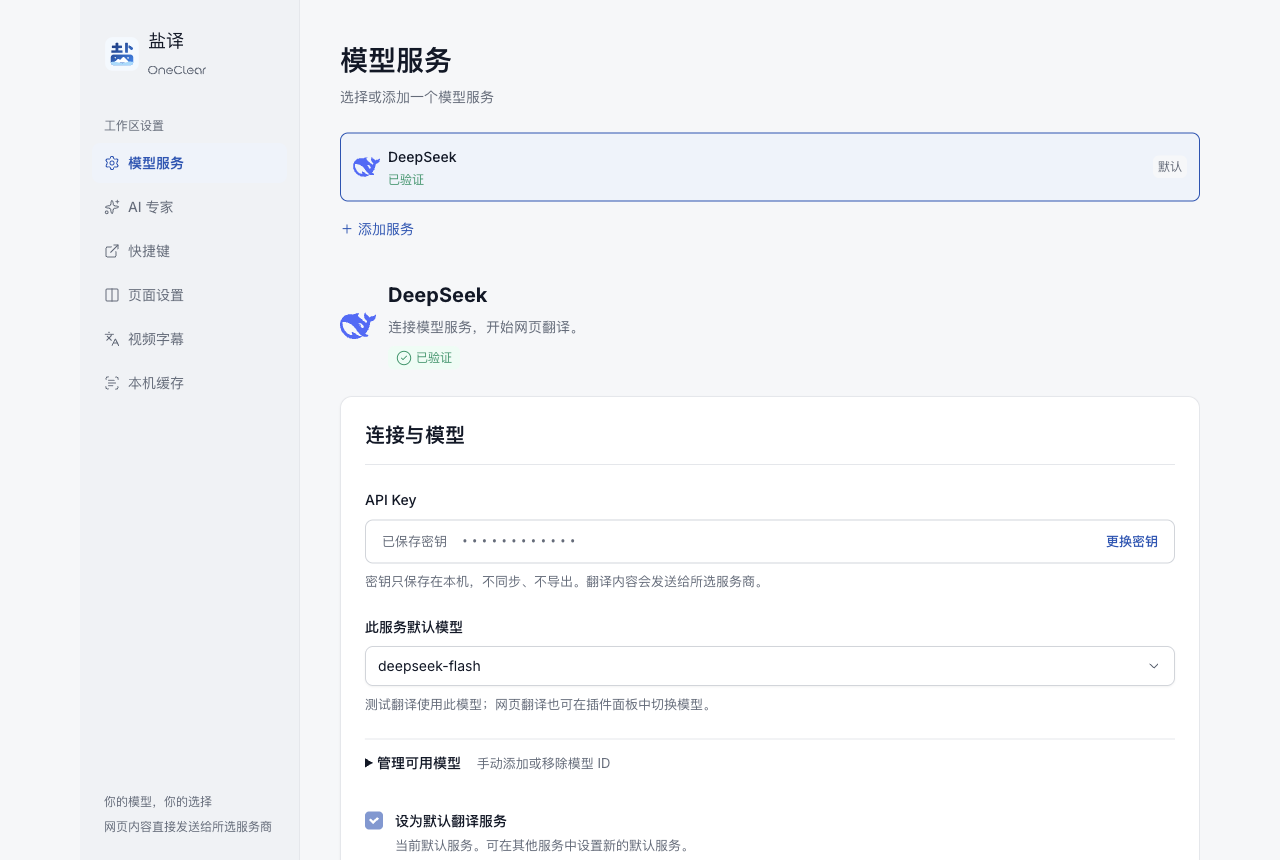 盐译
OneClear
工作区设置
模型服务
AI 专家
快捷键
页面设置
视频字幕
本机缓存
你的模型，你的选择
网页内容直接发送给所选服务商
模型服务
选择或添加一个模型服务
DeepSeek
已验证
默认
+ 添加服务
DeepSeek
连接模型服务，开始网页翻译。
已验证
连接与模型
API Key
已保存密钥 • • • • • • • • • • • • 更换密钥
密钥只保存在本机，不同步、不导出。翻译内容会发送给所选服务商。
此服务默认模型
deepseek-flash
测试翻译使用此模型；网页翻译也可在插件面板中切换模型。
管理可用模型 手动添加或移除模型 ID
设为默认翻译服务
当前默认服务。可在其他服务中设置新的默认服务。